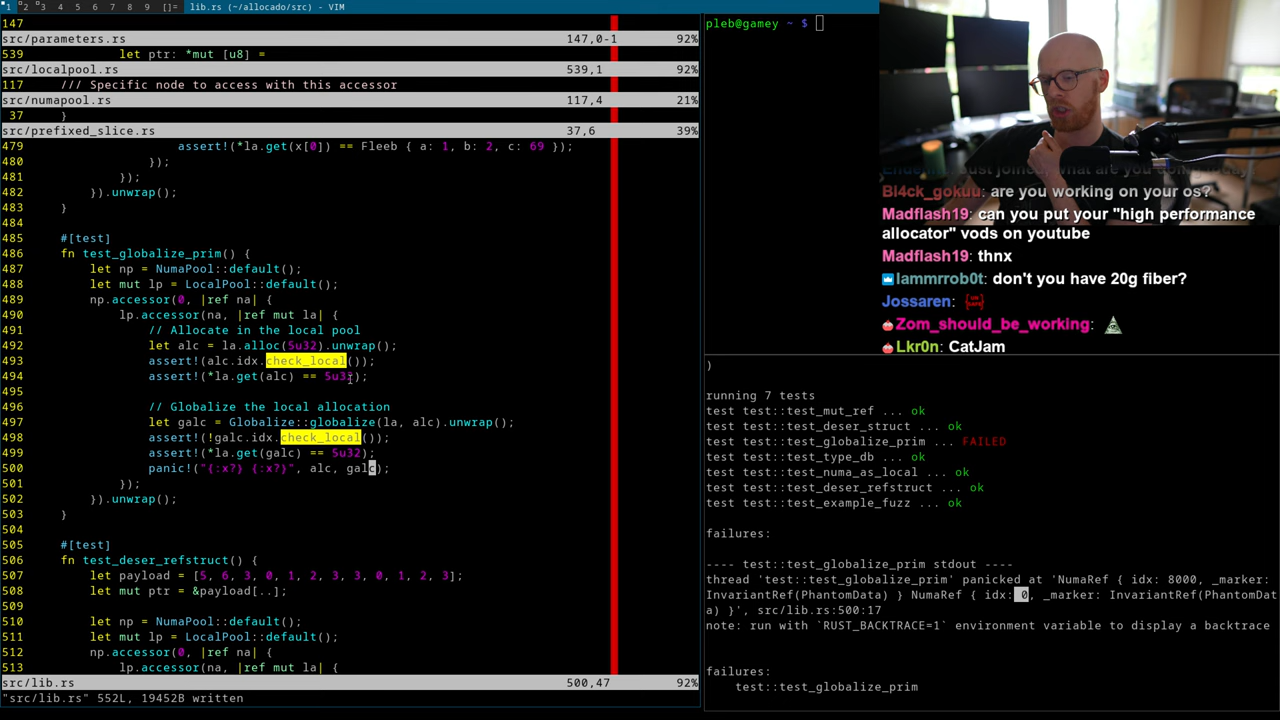 1 2 3 4 5 6 7 8 9 []= lib.rs (~/allocado/src) - VIM
147
src/parameters.rs 147,0-1 92%
539 let ptr: *mut [u8] =
src/localpool.rs 539,1 92%
117 /// Specific node to access with this accessor
src/numapool.rs 117,4 21%
37 }
src/prefixed_slice.rs 37,6 39%
479 assert!(*la.get(x[0]) == Fleeb { a: 1, b: 2, c: 69 });
480 });
481 });
482 }).unwrap();
483 }
484
485 #[test]
486 fn test_globalize_prim() {
487 let np = NumaPool::default();
488 let mut lp = LocalPool::default();
489 np.accessor(0, |ref na| {
490 lp.accessor(na, |ref mut la| {
491 // Allocate in the local pool
492 let alc = la.alloc(5u32).unwrap();
493 assert!(alc.idx.check_local());
494 assert!(*la.get(alc) == 5u32);
495
496 // Globalize the local allocation
497 let galc = Globalize::globalize(la, alc).unwrap();
498 assert!(!galc.idx.check_local());
499 assert!(*la.get(galc) == 5u32);
500 panic!("{:x?} {:x?}", alc, galc);
501 });
502 }).unwrap();
503 }
504
505 #[test]
506 fn test_deser_refstruct() {
507 let payload = [5, 6, 3, 0, 1, 2, 3, 3, 0, 1, 2, 3];
508 let mut ptr = &payload[..];
509
510 let np = NumaPool::default();
511 let mut lp = LocalPool::default();
512 np.accessor(0, |ref na| {
513 lp.accessor(na, |ref mut la| {
src/lib.rs 500,47 92%
"src/lib.rs" 552L, 19452B written
pleb@gamey ~ $
Bl4ck_gokuu: are you working on your os?
Madflash19: can you put your "high performance
allocator" vods on youtube
Madflash19: thnx
Iammrrob0t: don't you have 20g fiber?
Jossaren:
Zom_should_be_working:
Lkr0n: CatJam
)
running 7 tests
test test::test_mut_ref ... ok
test test::test_deser_struct ... ok
test test::test_globalize_prim ... FAILED
test test::test_type_db ... ok
test test::test_numa_as_local ... ok
test test::test_deser_refstruct ... ok
test test::test_example_fuzz ... ok
failures:
---- test::test_globalize_prim stdout ----
thread 'test::test_globalize_prim' panicked at 'NumaRef { idx: 8000, _marker:
InvariantRef(PhantomData) } NumaRef { idx: 0, _marker: InvariantRef(PhantomDat
a) }', src/lib.rs:500:17
note: run with `RUST_BACKTRACE=1` environment variable to display a backtrace
failures:
test::test_globalize_prim